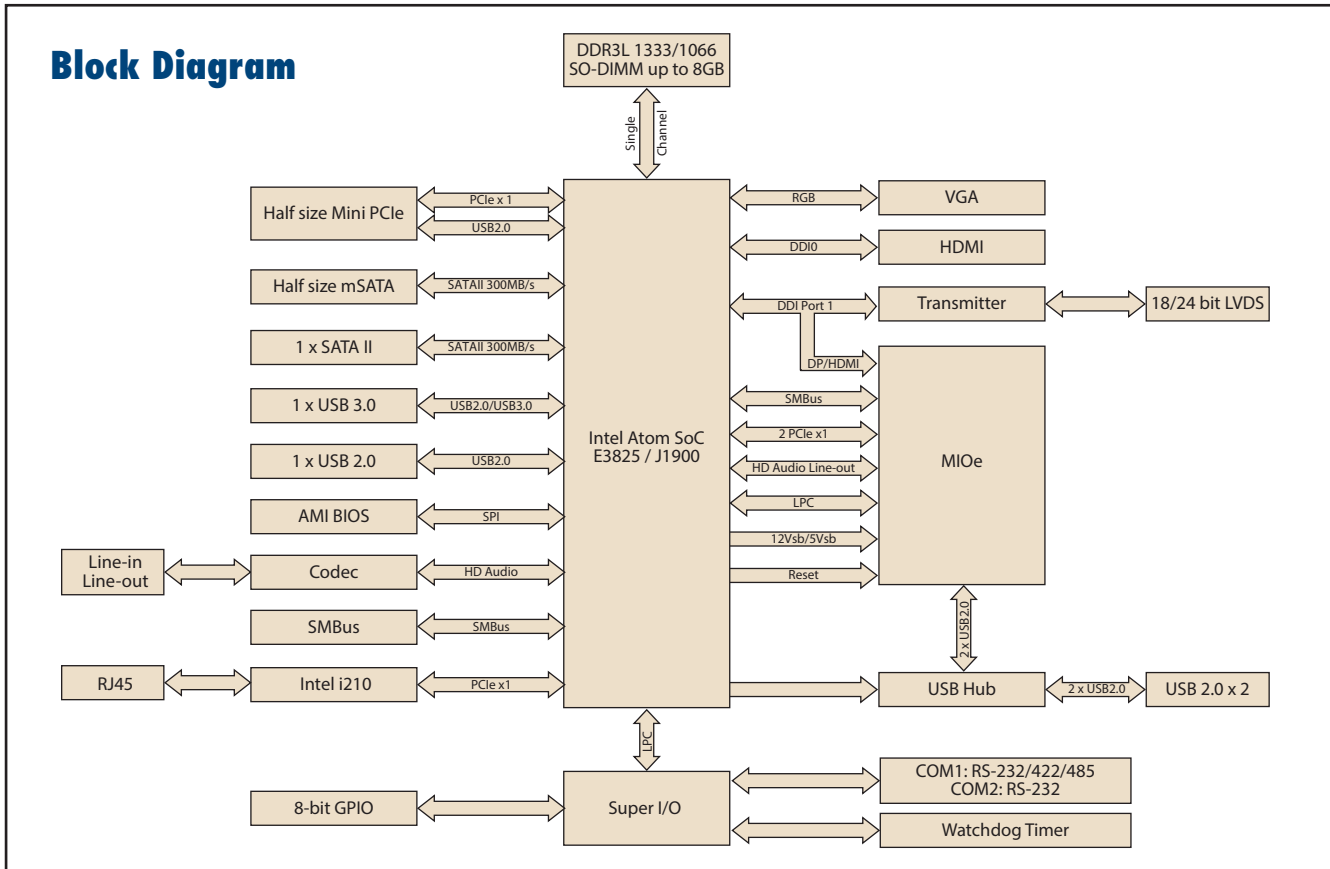 Block Diagram
DDR3L 1333/1066
SO-DIMM up to 8GB
Single
Channel
Half size Mini PCIe
PCIe x 1
USB2.0
Half size mSATA
SATAII 300MB/s
1 x SATA II
SATAII 300MB/s
1 x USB 3.0
USB2.0/USB3.0
1 x USB 2.0
USB2.0
AMI BIOS
SPI
Line-in
Line-out
Codec
HD Audio
SMBus
SMBus
RJ45
Intel i210
PCIe x1
Intel Atom SoC
E3825 / J1900
RGB
VGA
DDI0
HDMI
DDI Port 1
Transmitter
18/24 bit LVDS
DP/HDMI
SMBus
2 PCIe x1
HD Audio Line-out
LPC
12Vsb/5Vsb
Reset
MIOe
2 x USB2.0
USB Hub
2 x USB2.0
USB 2.0 x 2
LPC
8-bit GPIO
Super I/O
COM1: RS-232/422/485
COM2: RS-232
Watchdog Timer